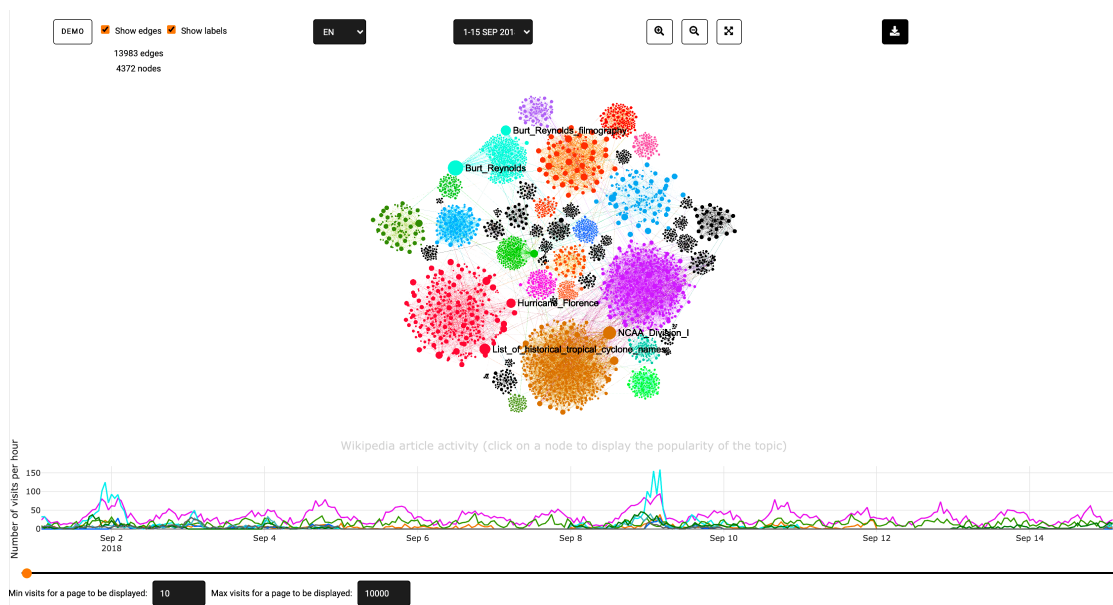 DEMO
Show edges
Show labels
EN
1-15 SEP 201
13983 edges
4372 nodes
Burt_Reynolds_filmography
Burt_Reynolds
Hurricane_Florence
NCAA_Division_I
List_of_historical_tropical_cyclone_names
Wikipedia article activity (click on a node to display the popularity of the topic)
Number of visits per hour
150
100
50
0
Sep 2
2018
Sep 4
Sep 6
Sep 8
Sep 10
Sep 12
Sep 14
Min visits for a page to be displayed:
10
Max visits for a page to be displayed:
10000